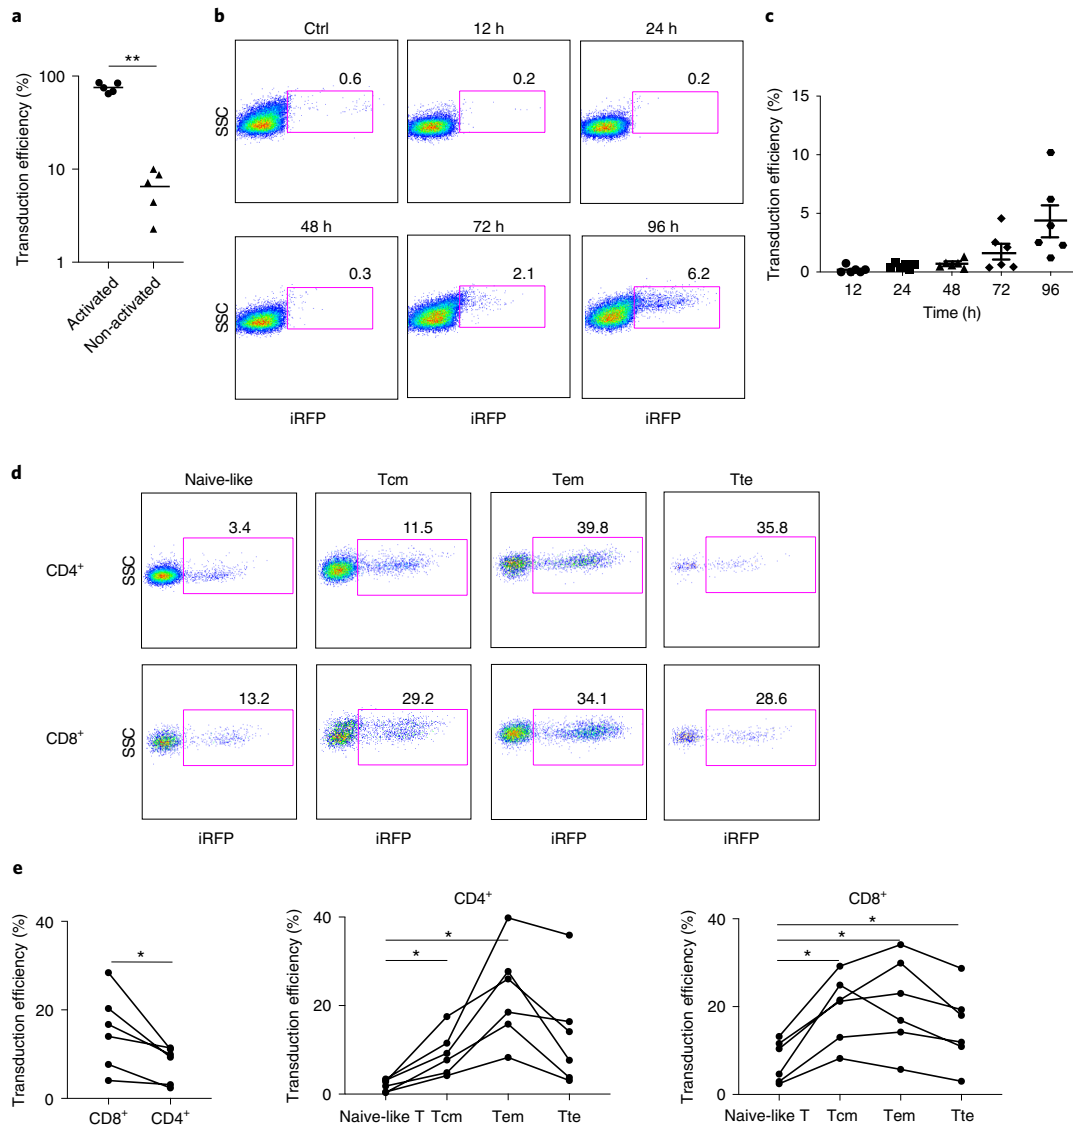 a
**
Transduction efficiency (%)
100
10
1
Activated
Non-activated
b
Ctrl
12 h
24 h
SSC
0.6
0.2
0.2
48 h
72 h
96 h
SSC
0.3
2.1
6.2
iRFP
iRFP
iRFP
c
Transduction efficiency (%)
15
10
5
0
12
24
48
72
96
Time (h)
d
Naive-like
Tcm
Tem
Tte
CD4⁺
SSC
3.4
11.5
39.8
35.8
CD8⁺
SSC
13.2
29.2
34.1
28.6
iRFP
iRFP
iRFP
iRFP
e
Transduction efficiency (%)
40
20
0
*
CD8⁺
CD4⁺
CD4⁺
Transduction efficiency (%)
40
20
0
*
*
Naive-like T
Tcm
Tem
Tte
CD8⁺
Transduction efficiency (%)
40
30
20
10
0
*
*
*
Naive-like T
Tcm
Tem
Tte